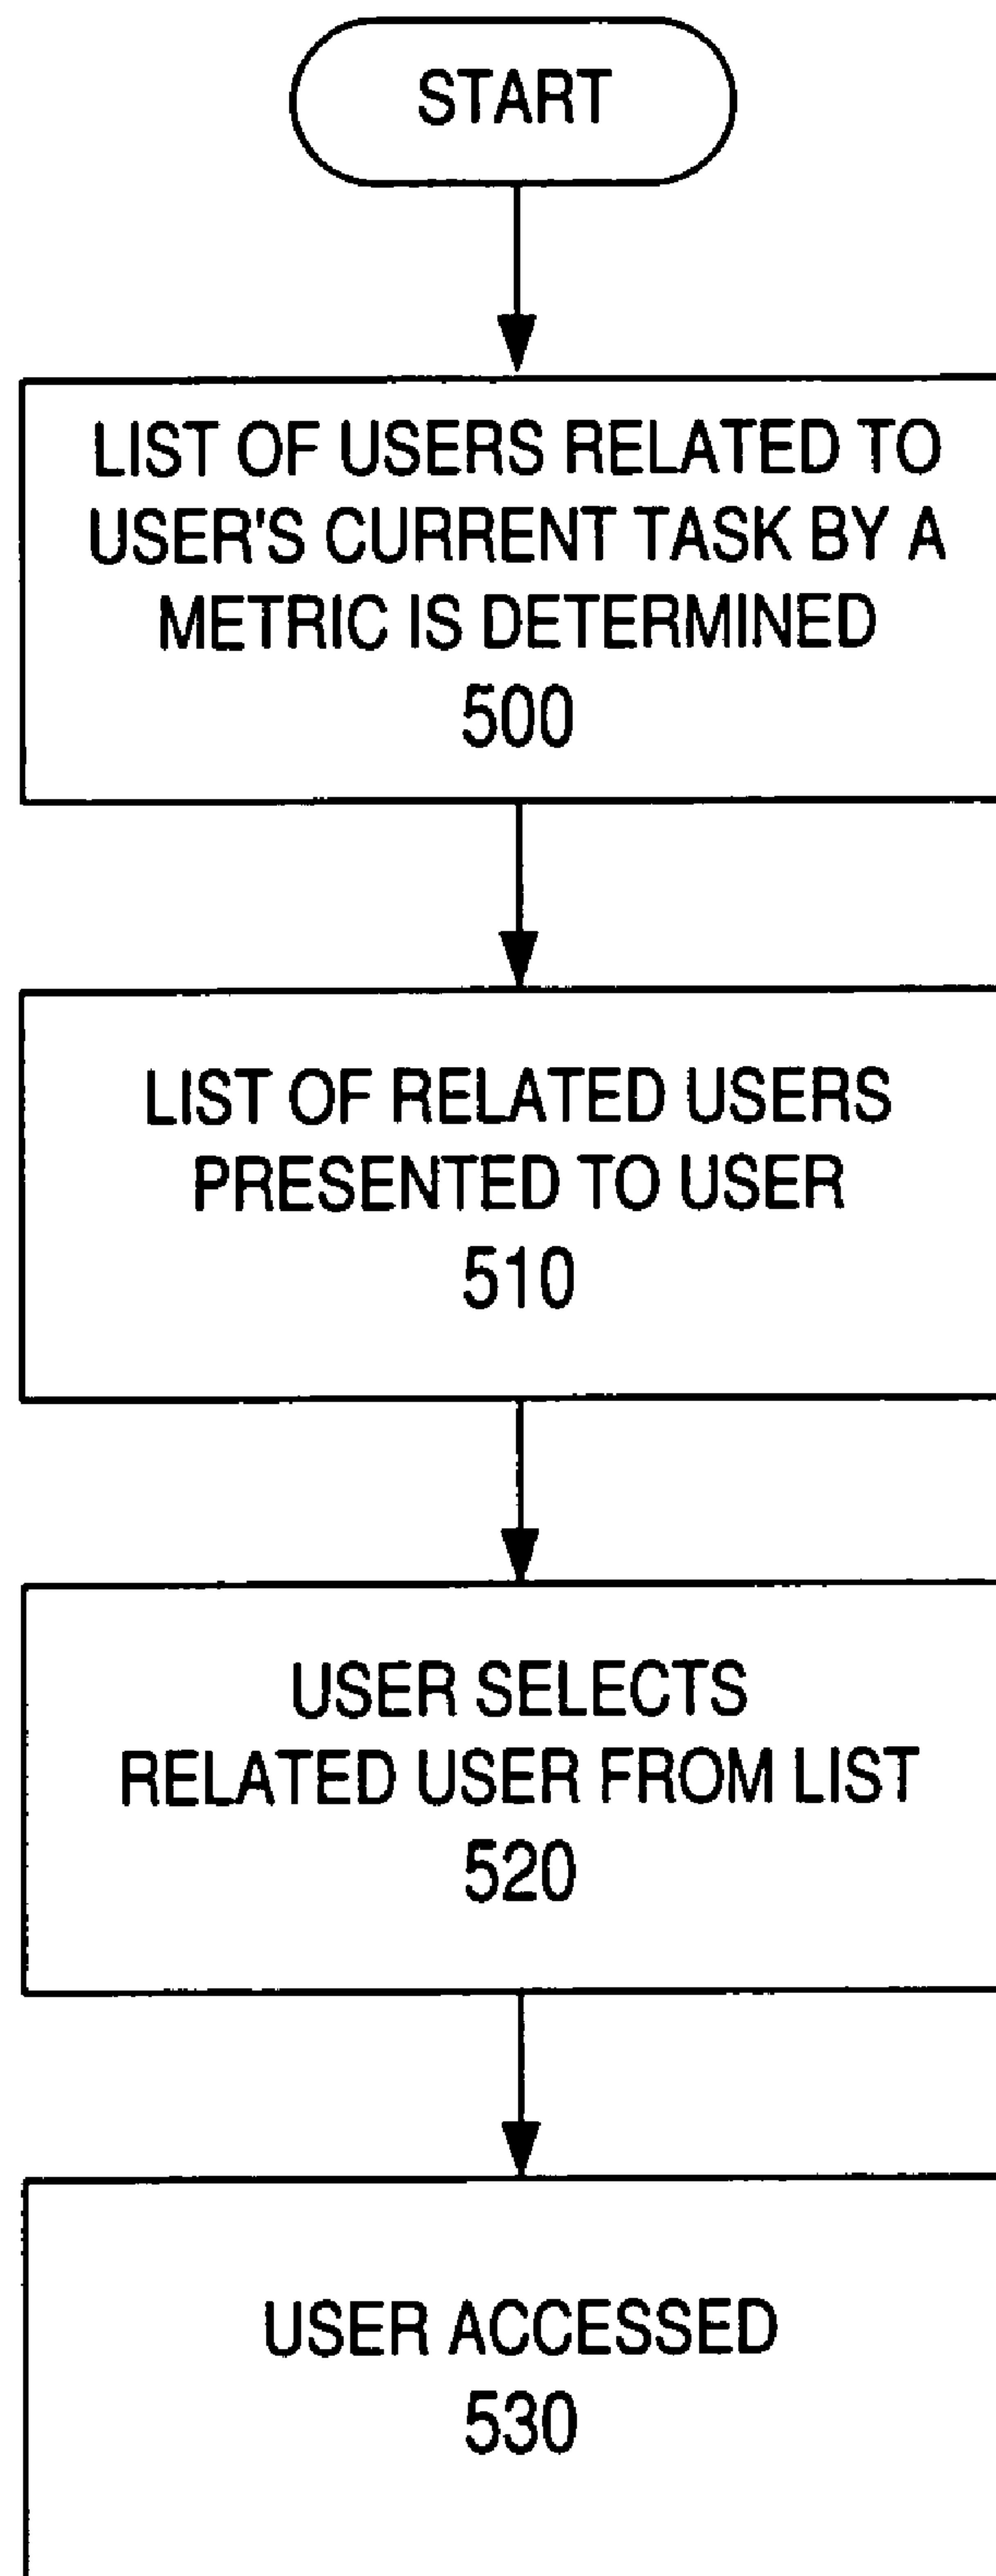 START
LIST OF USERS RELATED TO
USER'S CURRENT TASK BY A
METRIC IS DETERMINED
500
LIST OF RELATED USERS
PRESENTED TO USER
510
USER SELECTS
RELATED USER FROM LIST
520
USER ACCESSED
530